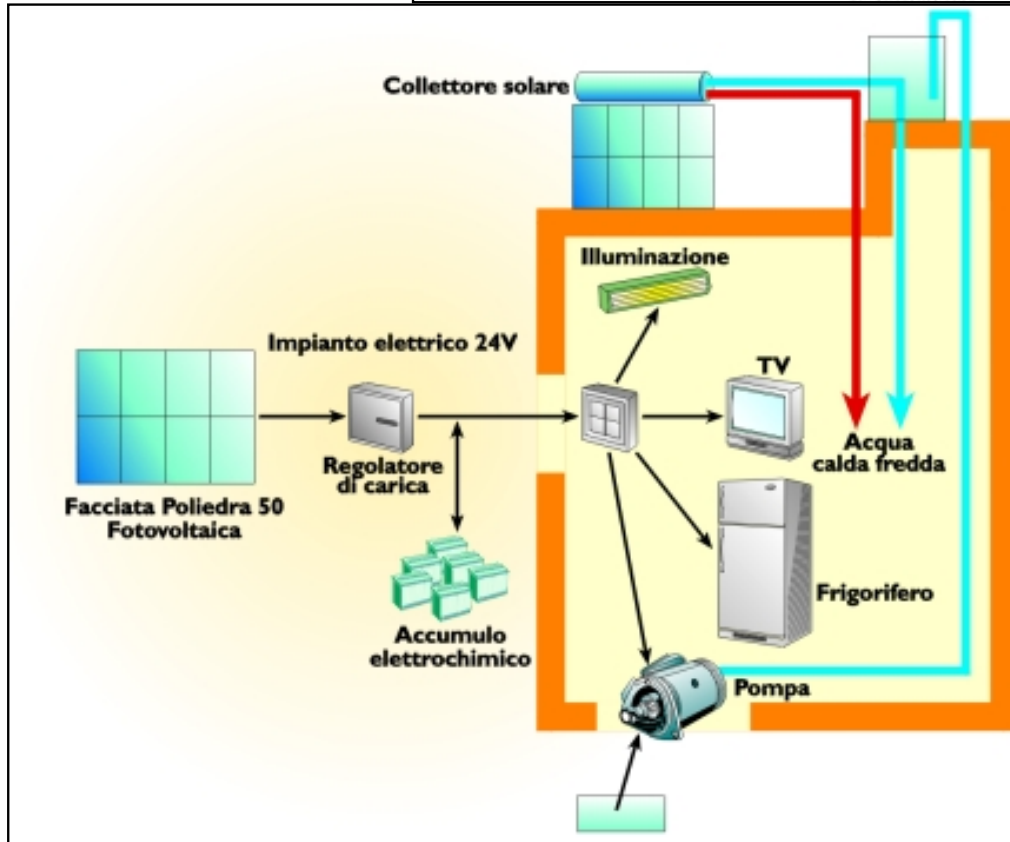 Collettore solare
Illuminazione
Impianto elettrico 24V
TV
Acqua
calda fredda
Regolatore
di carica
Facciata Poliedra 50
Fotovoltaica
Frigorifero
Accumulo
elettrochimico
Pompa